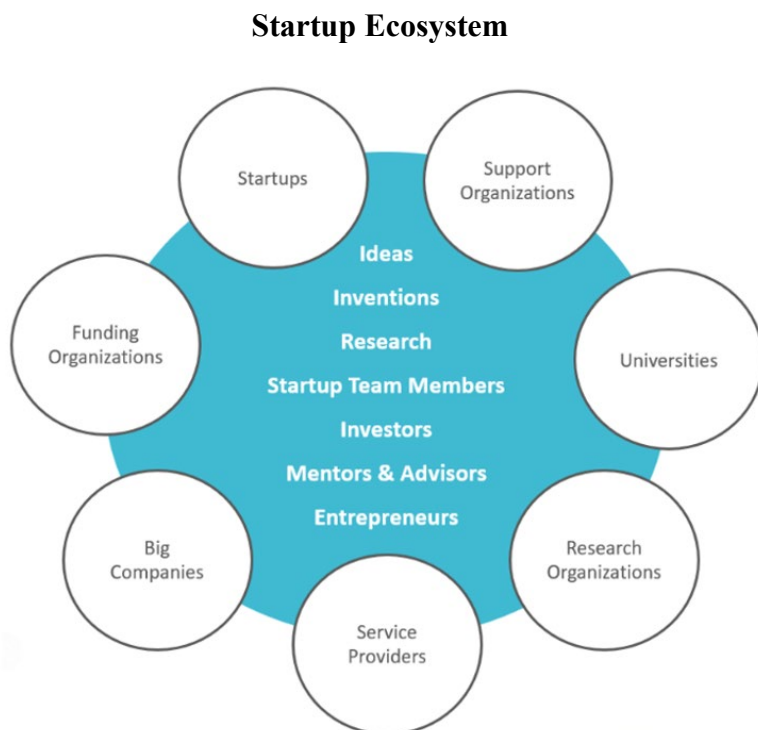 Startup Ecosystem
Startups
Support
Organizations
Ideas
Inventions
Research
Startup Team Members
Investors
Mentors & Advisors
Entrepreneurs
Funding
Organizations
Universities
Big
Companies
Research
Organizations
Service
Providers